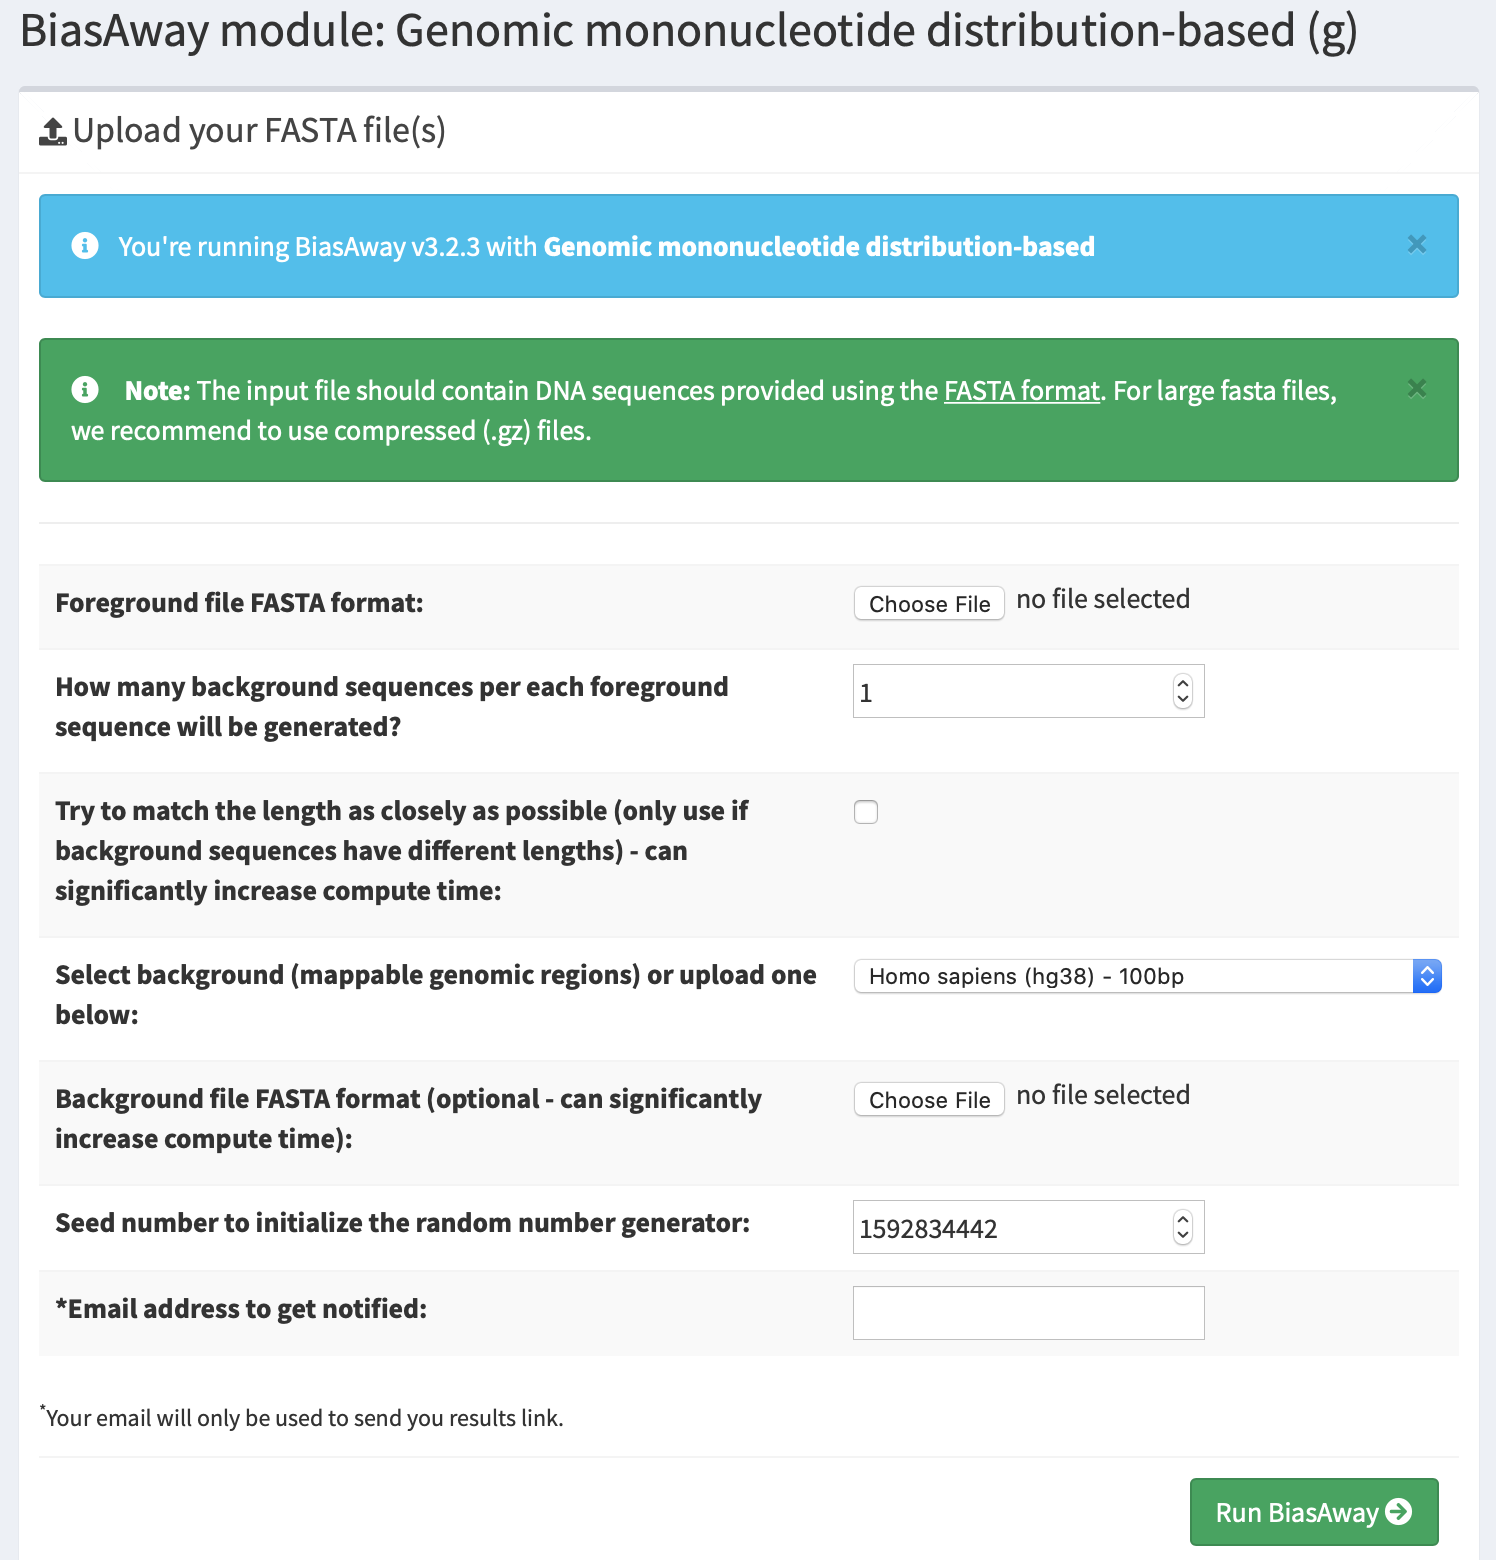 BiasAway module: Genomic mononucleotide distribution-based (g)
Upload your FASTA file(s)
You're running BiasAway v3.2.3 with Genomic mononucleotide distribution-based
Note: The input file should contain DNA sequences provided using the FASTA format. For large fasta files,
we recommend to use compressed (.gz) files.
Foreground file FASTA format:
Choose File no file selected
How many background sequences per each foreground
sequence will be generated?
1
Try to match the length as closely as possible (only use if
background sequences have different lengths) - can
significantly increase compute time:
Select background (mappable genomic regions) or upload one
below:
Homo sapiens (hg38) - 100bp
Background file FASTA format (optional - can significantly
increase compute time):
Choose File no file selected
Seed number to initialize the random number generator:
1592834442
*Email address to get notified:
*Your email will only be used to send you results link.
Run BiasAway